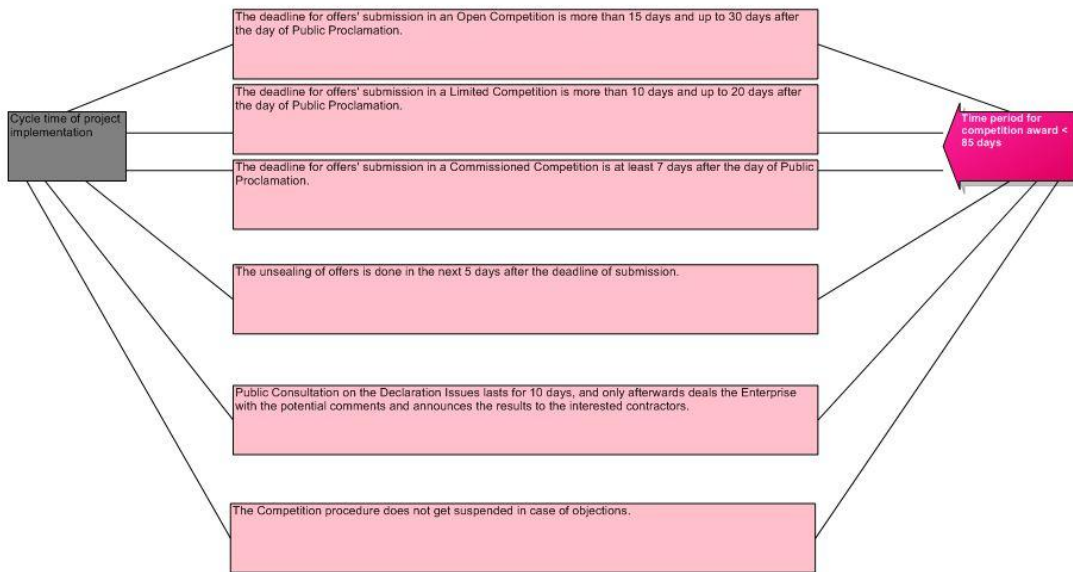 The deadline for offers' submission in an Open Competition is more than 15 days and up to 30 days after
the day of Public Proclamation.
The deadline for offers' submission in a Limited Competition is more than 10 days and up to 20 days after
the day of Public Proclamation.
Cycle time of project
implementation
Time period for
competition award <
85 days
The deadline for offers' submission in a Commissioned Competition is at least 7 days after the day of Public
Proclamation.
The unsealing of offers is done in the next 5 days after the deadline of submission.
Public Consultation on the Declaration Issues lasts for 10 days, and only afterwards deals the Enterprise
with the potential comments and announces the results to the interested contractors.
The Competition procedure does not get suspended in case of objections.